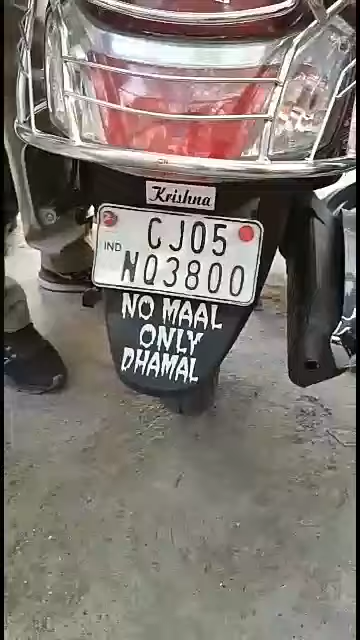 Krishna
IND
CJ05
NQ3800
NO MAAL
ONLY
DHAMAL